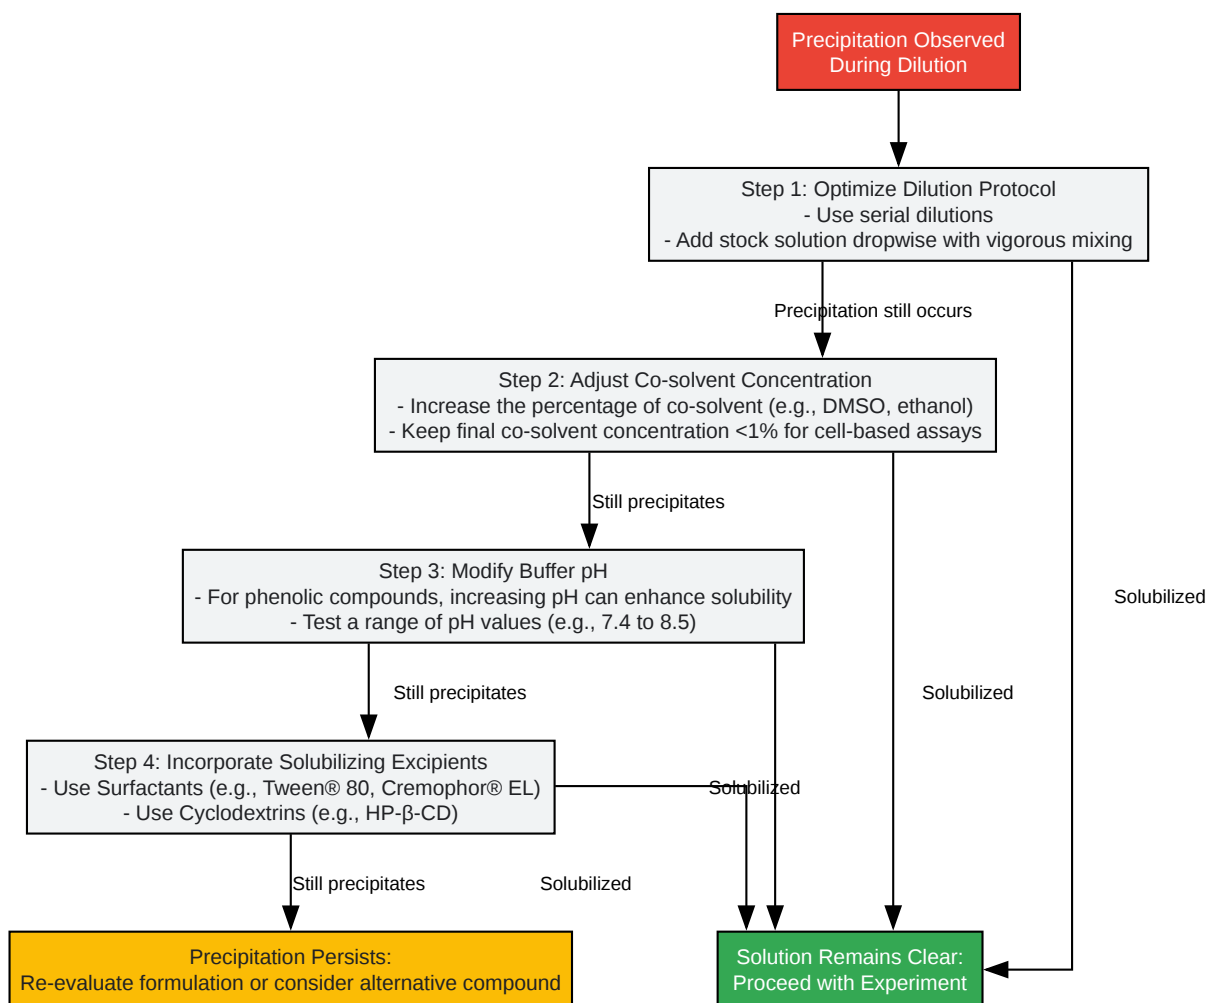 Precipitation Observed
During Dilution
Step 1: Optimize Dilution Protocol
- Use serial dilutions
- Add stock solution dropwise with vigorous mixing
Precipitation still occurs
Step 2: Adjust Co-solvent Concentration
- Increase the percentage of co-solvent (e.g., DMSO, ethanol)
- Keep final co-solvent concentration <1% for cell-based assays
Still precipitates
Step 3: Modify Buffer pH
- For phenolic compounds, increasing pH can enhance solubility
- Test a range of pH values (e.g., 7.4 to 8.5)
Solubilized
Still precipitates
Solubilized
Step 4: Incorporate Solubilizing Excipients
- Use Surfactants (e.g., Tween® 80, Cremophor® EL)
- Use Cyclodextrins (e.g., HP-β-CD)
Solubilized
Still precipitates
Solubilized
Precipitation Persists:
Re-evaluate formulation or consider alternative compound
Solution Remains Clear:
Proceed with Experiment